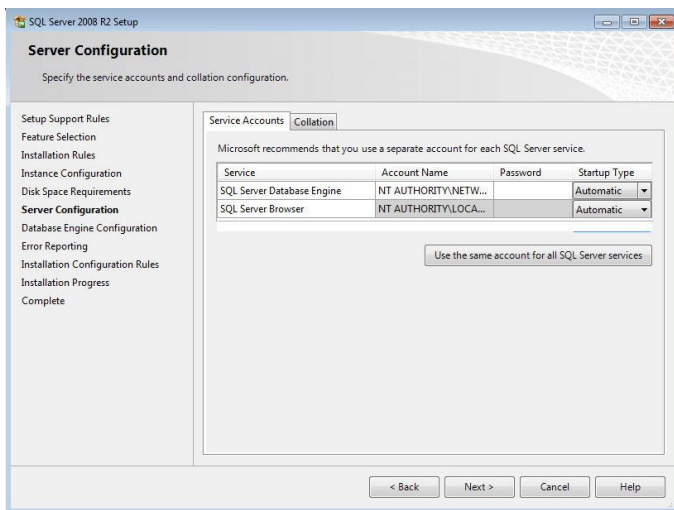 SQL Server 2008 R2 Setup
Server Configuration
Specify the service accounts and collation configuration.
Setup Support Rules
Feature Selection
Installation Rules
Instance Configuration
Disk Space Requirements
Server Configuration
Database Engine Configuration
Error Reporting
Installation Configuration Rules
Installation Progress
Complete
Service Accounts Collation
Microsoft recommends that you use a separate account for each SQL Server service.
Service Account Name Password Startup Type
SQL Server Database Engine NT AUTHORITY\NETW... Automatic
SQL Server Browser NT AUTHORITY\LOCA... Automatic
Use the same account for all SQL Server services
< Back Next > Cancel Help